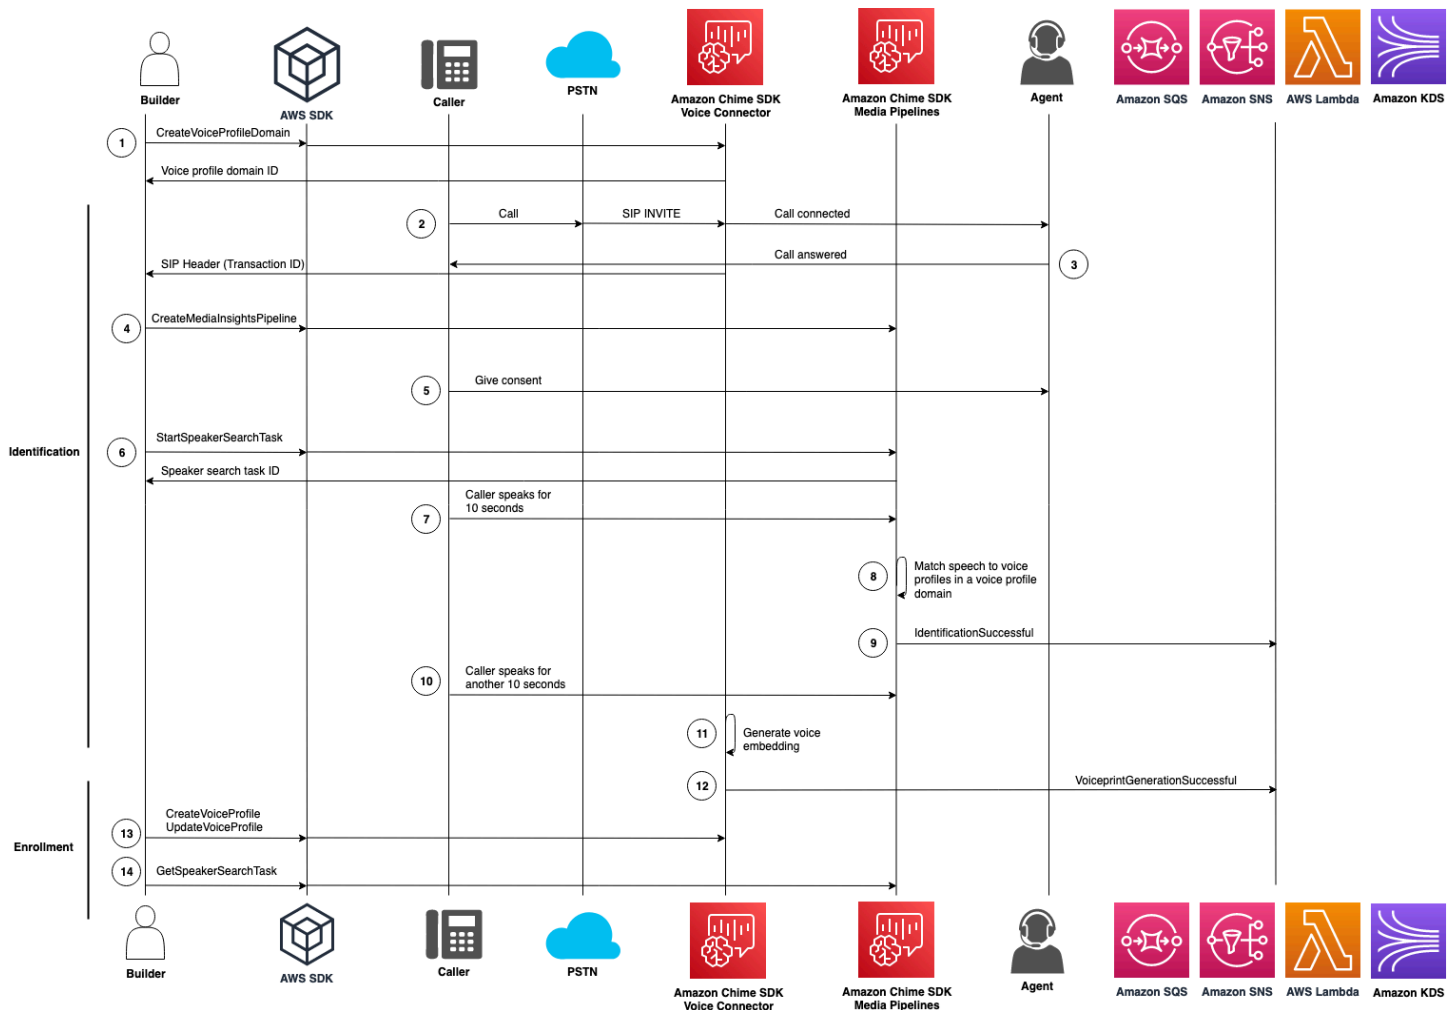 Builder
AWS SDK
Caller
PSTN
Amazon Chime SDK
Voice Connector
Amazon Chime SDK
Media Pipelines
Agent
Amazon SQS
Amazon SNS
AWS Lambda
Amazon KDS
1
CreateVoiceProfileDomain
Voice profile domain ID
2
Call
SIP INVITE
Call connected
Call answered
3
SIP Header (Transaction ID)
4
CreateMediaInsightsPipeline
5
Give consent
Identification
6
StartSpeakerSearchTask
Speaker search task ID
7
Caller speaks for
10 seconds
8
Match speech to voice
profiles in a voice profile
domain
9
IdentificationSuccessful
10
Caller speaks for
another 10 seconds
11
Generate voice
embedding
12
VoiceprintGenerationSuccessful
Enrollment
13
CreateVoiceProfile
UpdateVoiceProfile
14
GetSpeakerSearchTask
Builder
AWS SDK
Caller
PSTN
Amazon Chime SDK
Voice Connector
Amazon Chime SDK
Media Pipelines
Agent
Amazon SQS
Amazon SNS
AWS Lambda
Amazon KDS